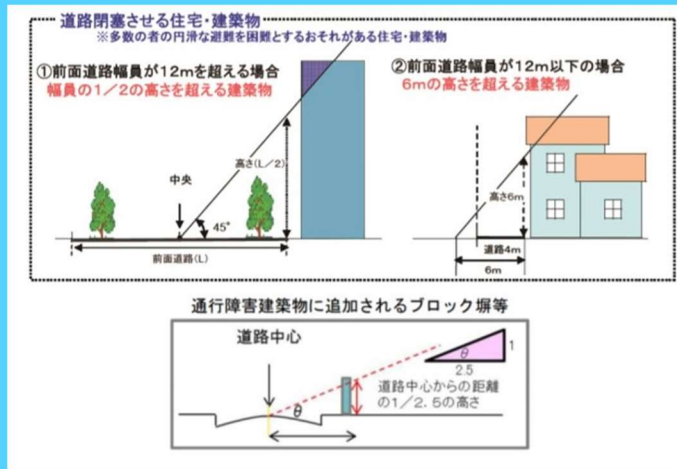 道路閉塞させる住宅・建築物
※多数の者の円滑な避難を困難とするおそれがある住宅・建築物
①前面道路幅員が12mを超える場合
幅員の1/2の高さを超える建築物
高さ(L/2)
中央
45°
前面道路(L)
②前面道路幅員が12m以下の場合
6mの高さを超える建築物
高さ6m
道路4m
6m
通行障害建築物に追加されるブロック塀等
道路中心
θ
θ
1
2.5
道路中心からの距離
の1/2.5の高さ